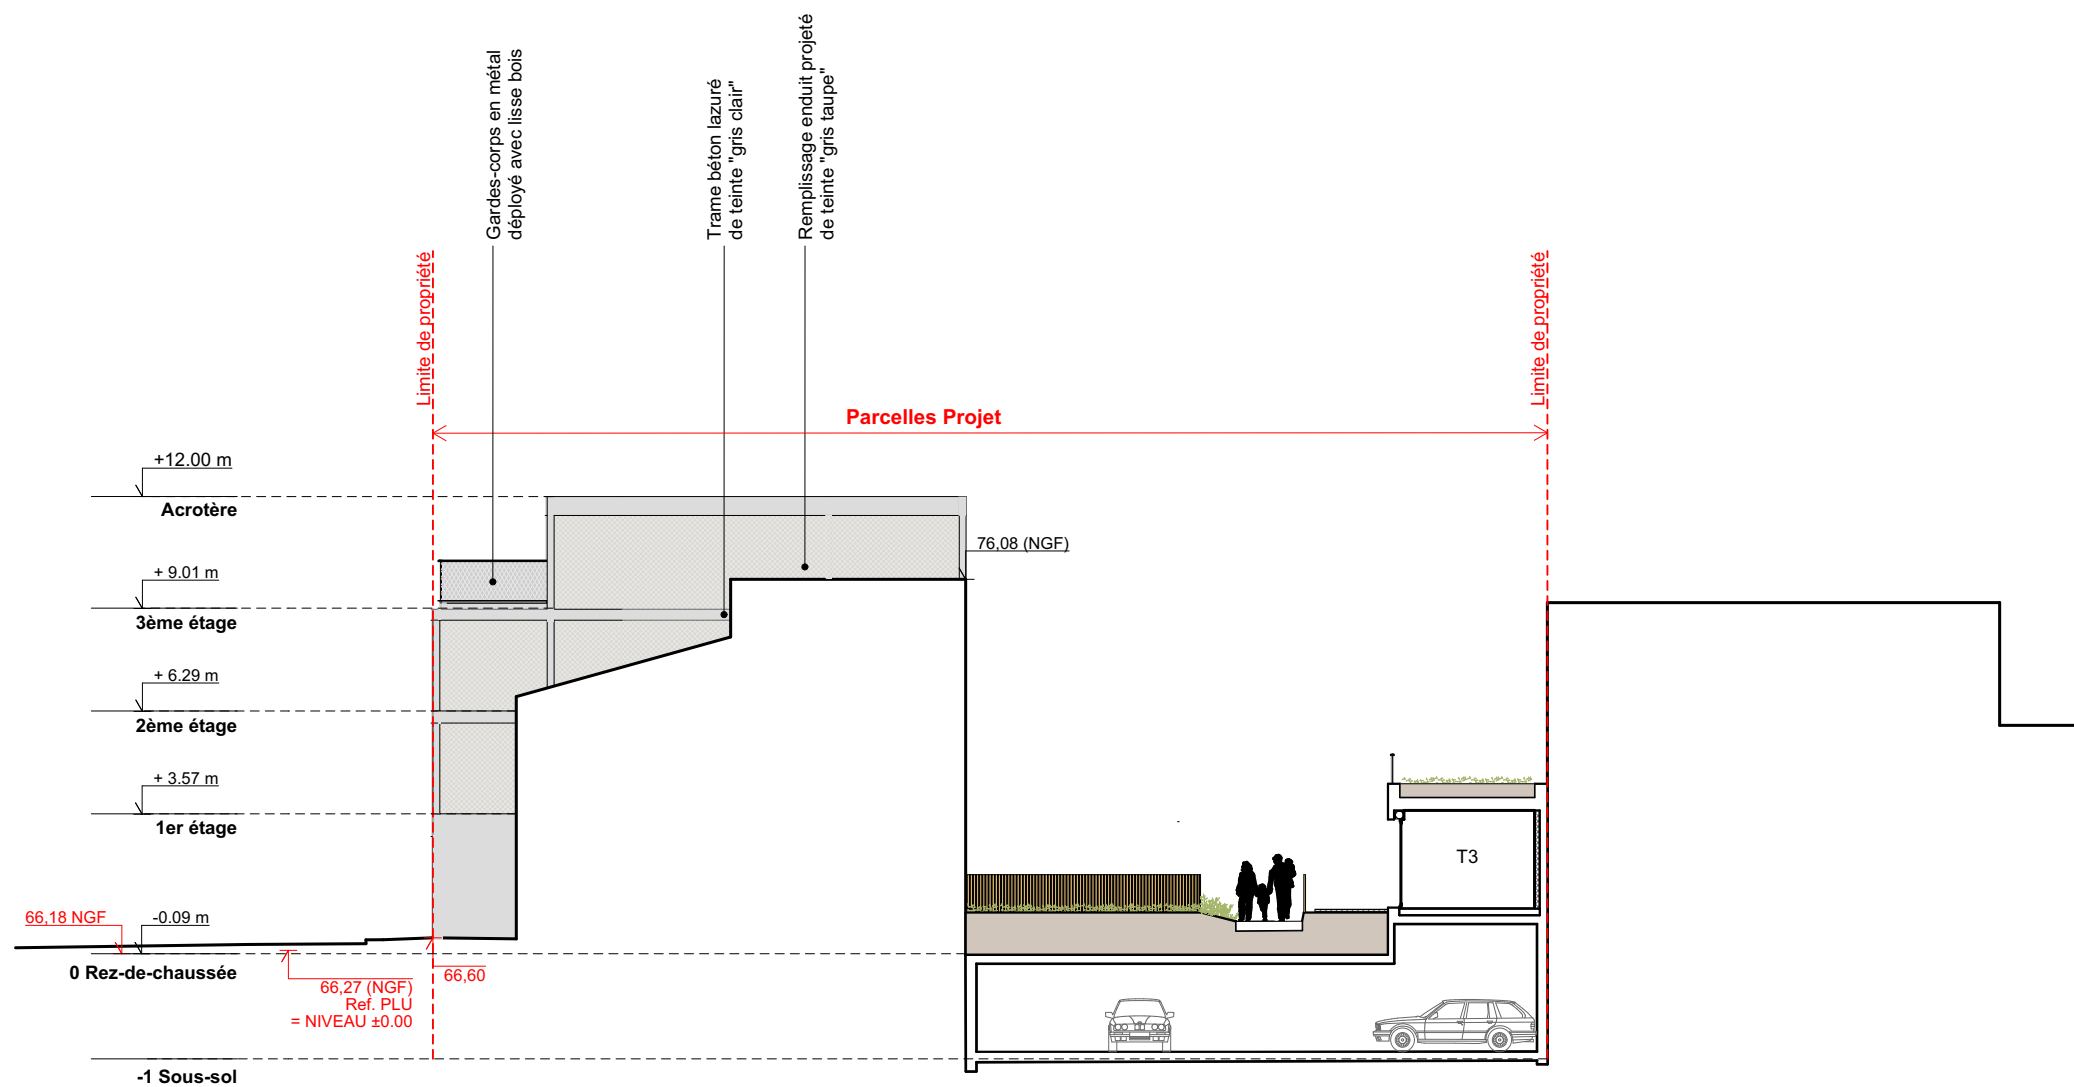 Gardes-corps en métal
déployé avec lisse bois
Trame béton lazuré
de teinte "gris clair"
Remplissage enduit projeté
de teinte "gris taupe"
Limite de propriété
Limite de propriété
Parcelles Projet
+12.00 m
Acrotère
76,08 (NGF)
+ 9.01 m
3ème étage
+ 6.29 m
2ème étage
+ 3.57 m
1er étage
T3
66,18 NGF
-0.09 m
0 Rez-de-chaussée
66,60
66,27 (NGF)
Ref. PLU
= NIVEAU ±0.00
-1 Sous-sol